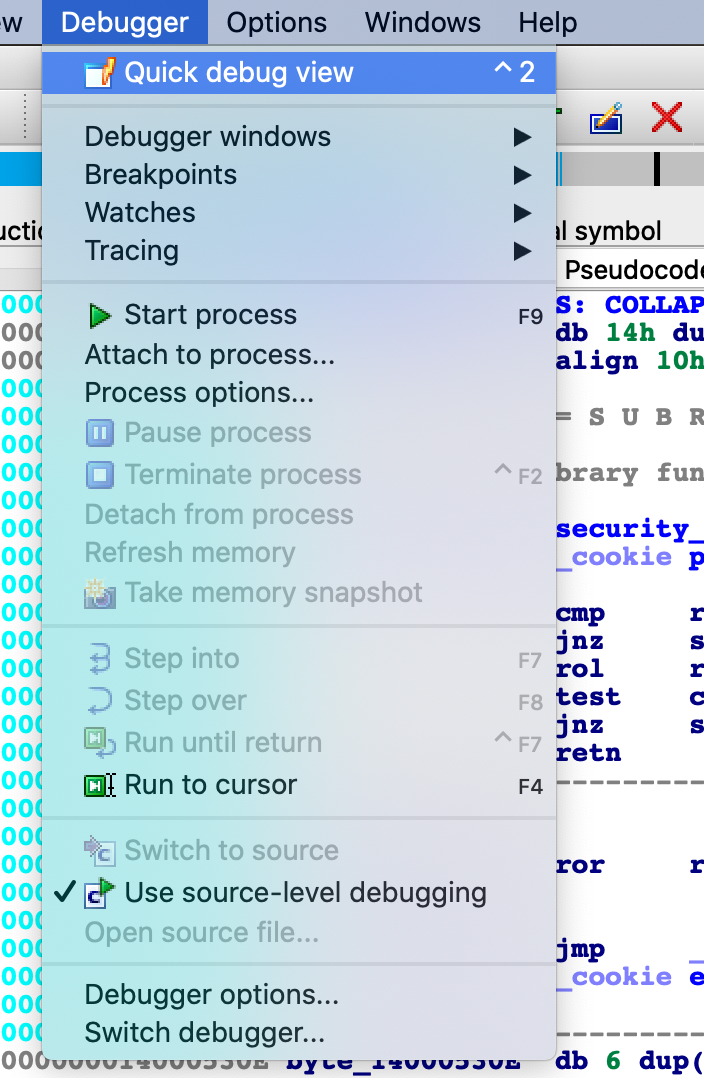 Debugger Options Windows Help
Quick debug view ^ 2
Debugger windows
Breakpoints
Watches
Tracing
al symbol
Pseudocode
Start process F9
Attach to process...
Process options...
Pause process
Terminate process ^ F2
Detach from process
Refresh memory
Take memory snapshot
Step into F7
Step over F8
Run until return ^ F7
Run to cursor F4
Switch to source
Use source-level debugging
Open source file...
Debugger options...
Switch debugger...
S: COLLAP
db 14h du
align 10h
= S U B R
brary fun
security_
_cookie p
cmp r
jnz s
rol r
test c
jnz s
retn
ror r
jmp _
_cookie e
db 6 dup(